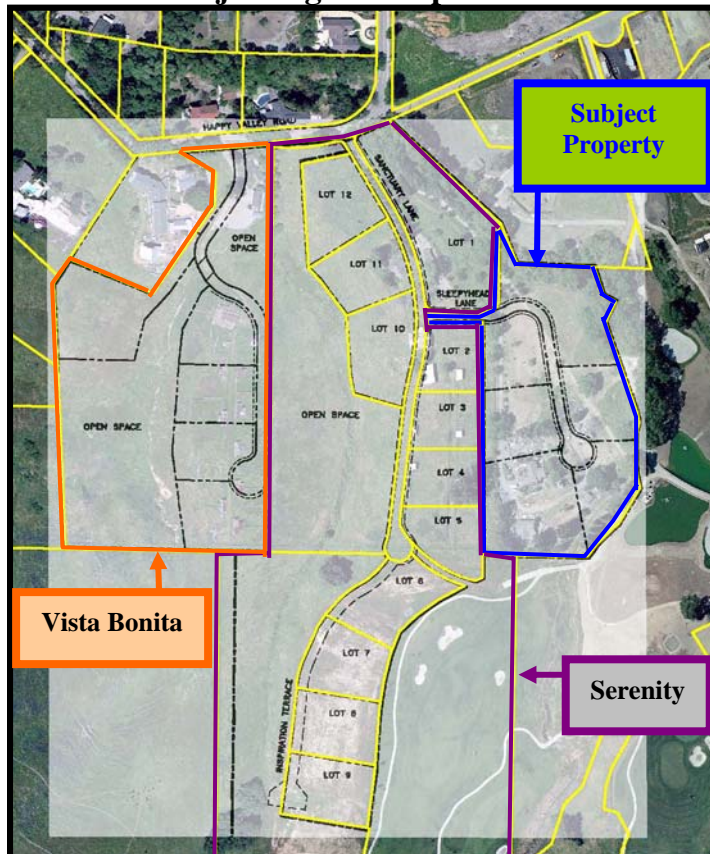 HAPPY VALLEY ROAD
Subject
Property
SANCTUARY LANE
LOT 12
LOT 1
OPEN
SPACE
LOT 11
SLEEPYHEAD
LANE
LOT 10
LOT 2
LOT 3
OPEN SPACE
OPEN SPACE
LOT 4
LOT 5
LOT 6
Vista Bonita
LOT 7
Serenity
INSPIRATION TERRACE
LOT 8
LOT 9